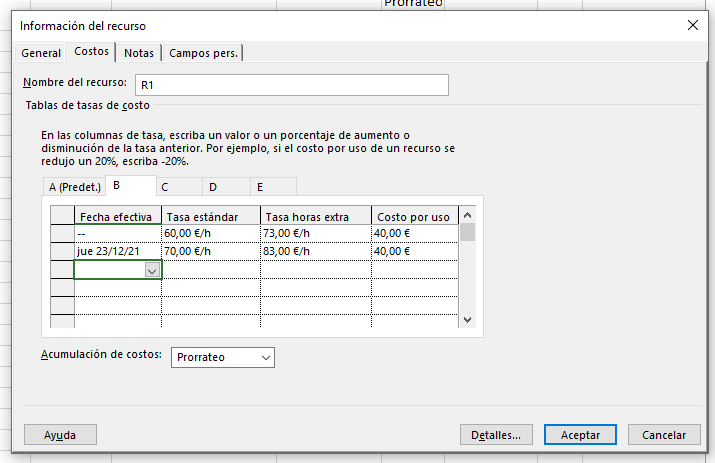 Prorrateo
Información del recurso
General Costos Notas Campos pers.
Nombre del recurso: R1
Tablas de tasas de costo
En las columnas de tasa, escriba un valor o un porcentaje de aumento o
disminución de la tasa anterior. Por ejemplo, si el costo por uso de un recurso se
redujo un 20%, escriba -20%.
A (Predet.) B C D E
Fecha efectiva Tasa estándar Tasa horas extra Costo por uso
-- 60,00 €/h 73,00 €/h 40,00 €
jue 23/12/21 70,00 €/h 83,00 €/h 40,00 €
Acumulación de costos: Prorrateo
Ayuda Detalles... Aceptar Cancelar